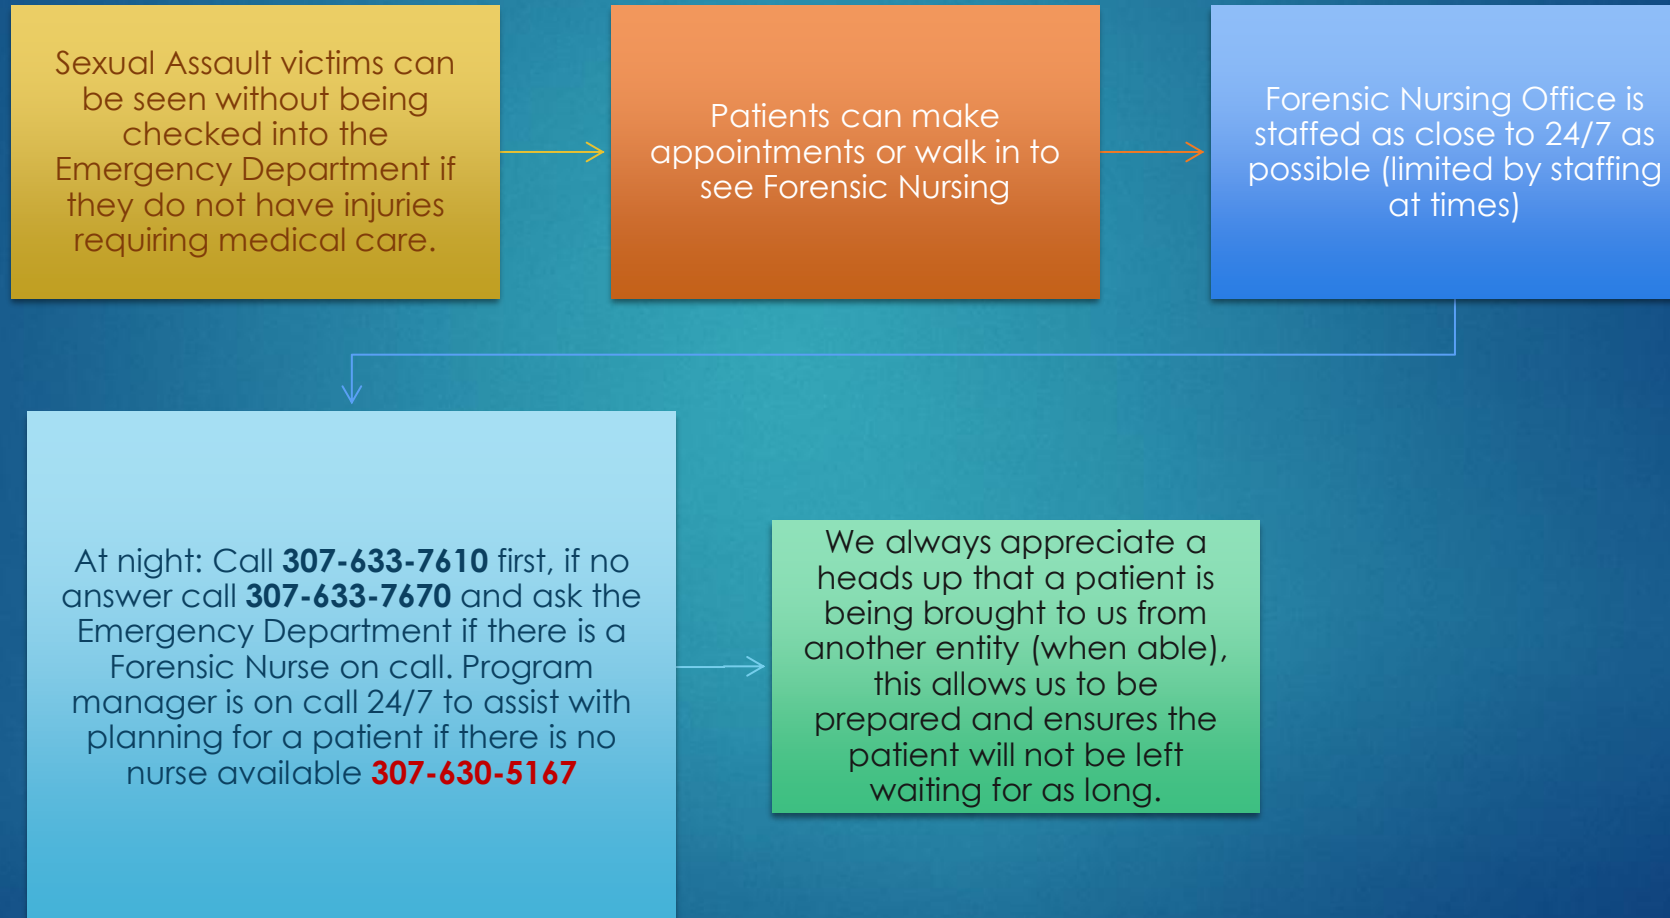 Sexual Assault victims can
be seen without being
checked into the
Emergency Department if
they do not have injuries
requiring medical care.
Patients can make
appointments or walk in to
see Forensic Nursing
Forensic Nursing Office is
staffed as close to 24/7 as
possible (limited by staffing
at times)
At night: Call 307-633-7610 first, if no
answer call 307-633-7670 and ask the
Emergency Department if there is a
Forensic Nurse on call. Program
manager is on call 24/7 to assist with
planning for a patient if there is no
nurse available 307-630-5167
We always appreciate a
heads up that a patient is
being brought to us from
another entity (when able),
this allows us to be
prepared and ensures the
patient will not be left
waiting for as long.